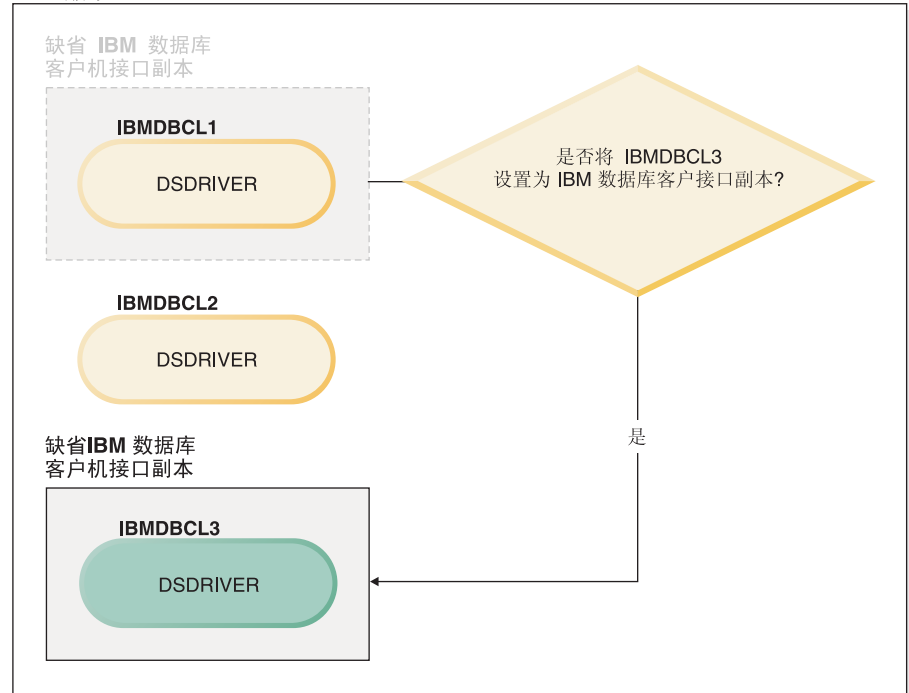 缺省 IBM 数据库
客户机接口副本
IBMDBCL1
DSDRIVER
是否将 IBMDBCL3
设置为 IBM 数据库客户接口副本?
IBMDBCL2
DSDRIVER
是
缺省IBM 数据库
客户机接口副本
IBMDBCL3
DSDRIVER